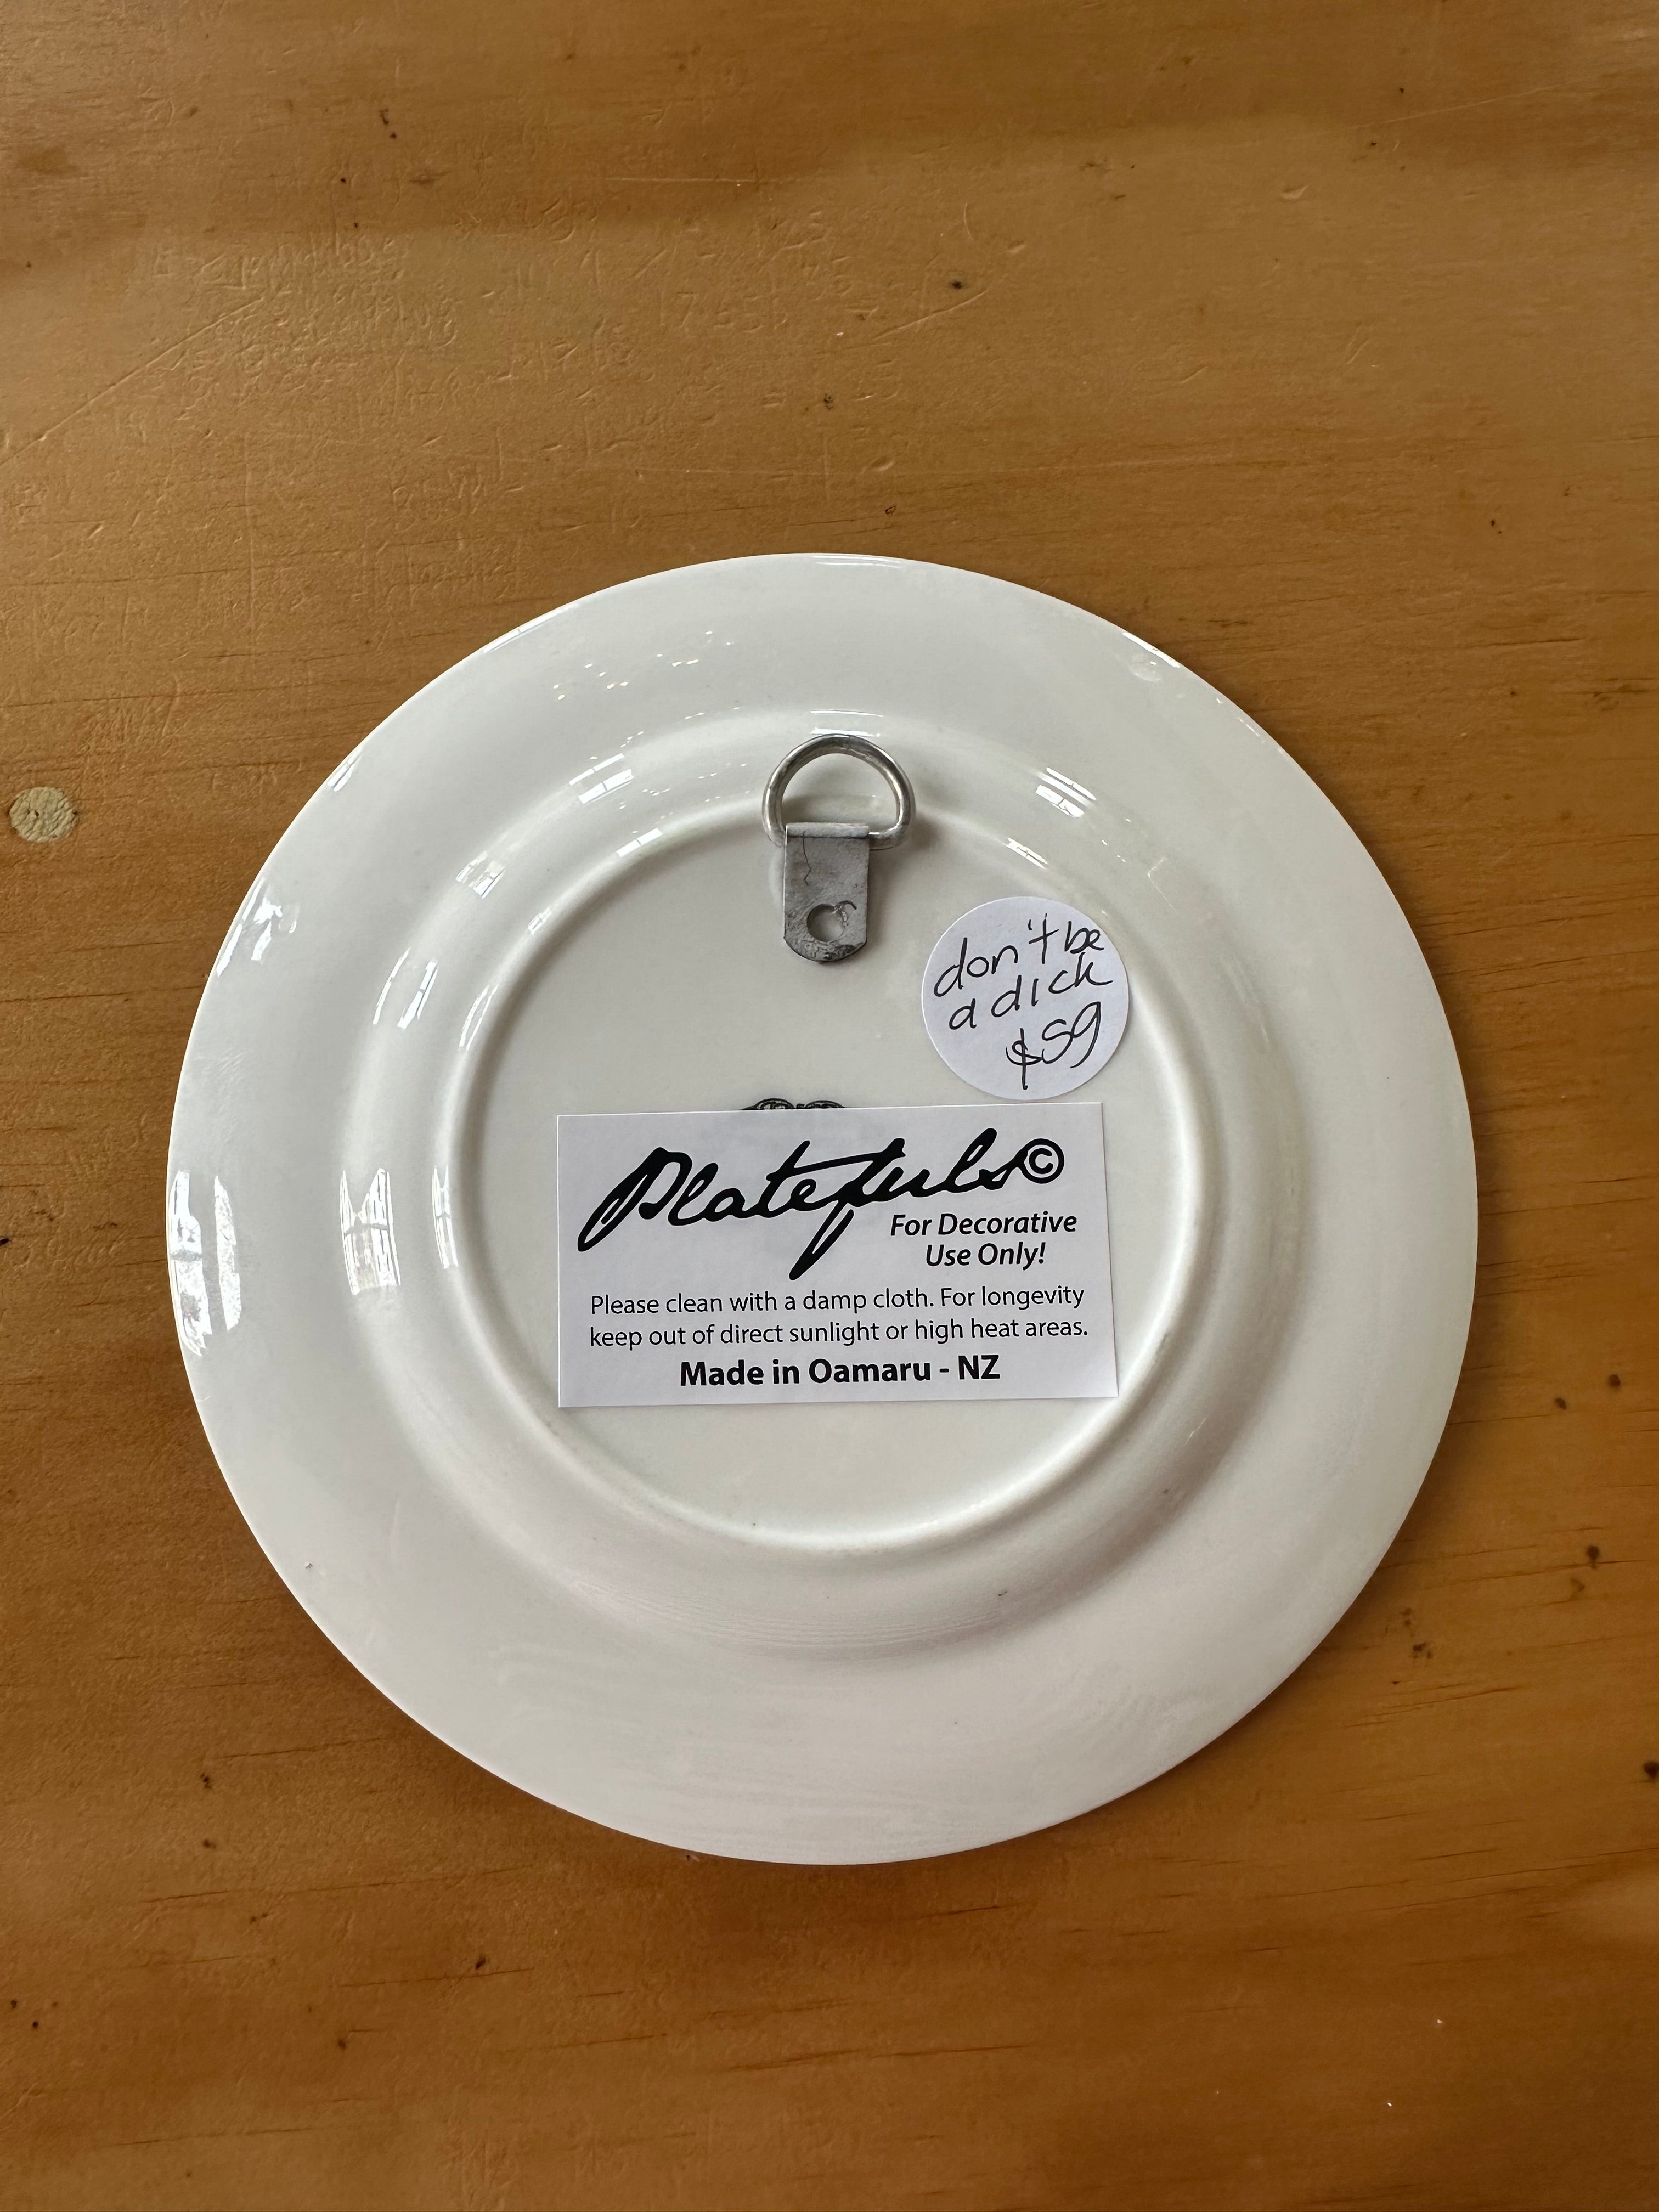 don't be
a dick
$59
Platefuls©
For Decorative
Use Only!
Please clean with a damp cloth. For longevity
keep out of direct sunlight or high heat areas.
Made in Oamaru - NZ